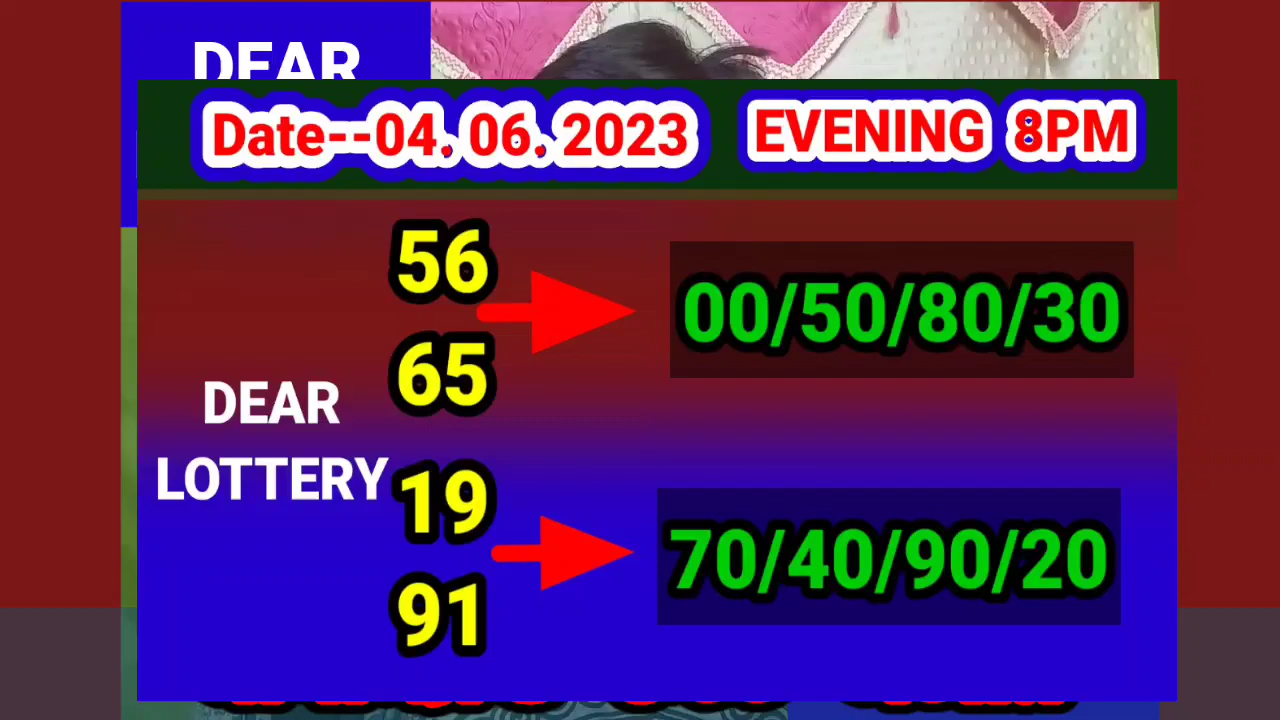 DEAR
Date--04. 06. 2023 EVENING 8PM
56
00/50/80/30
65
DEAR
LOTTERY
19
70/40/90/20
91